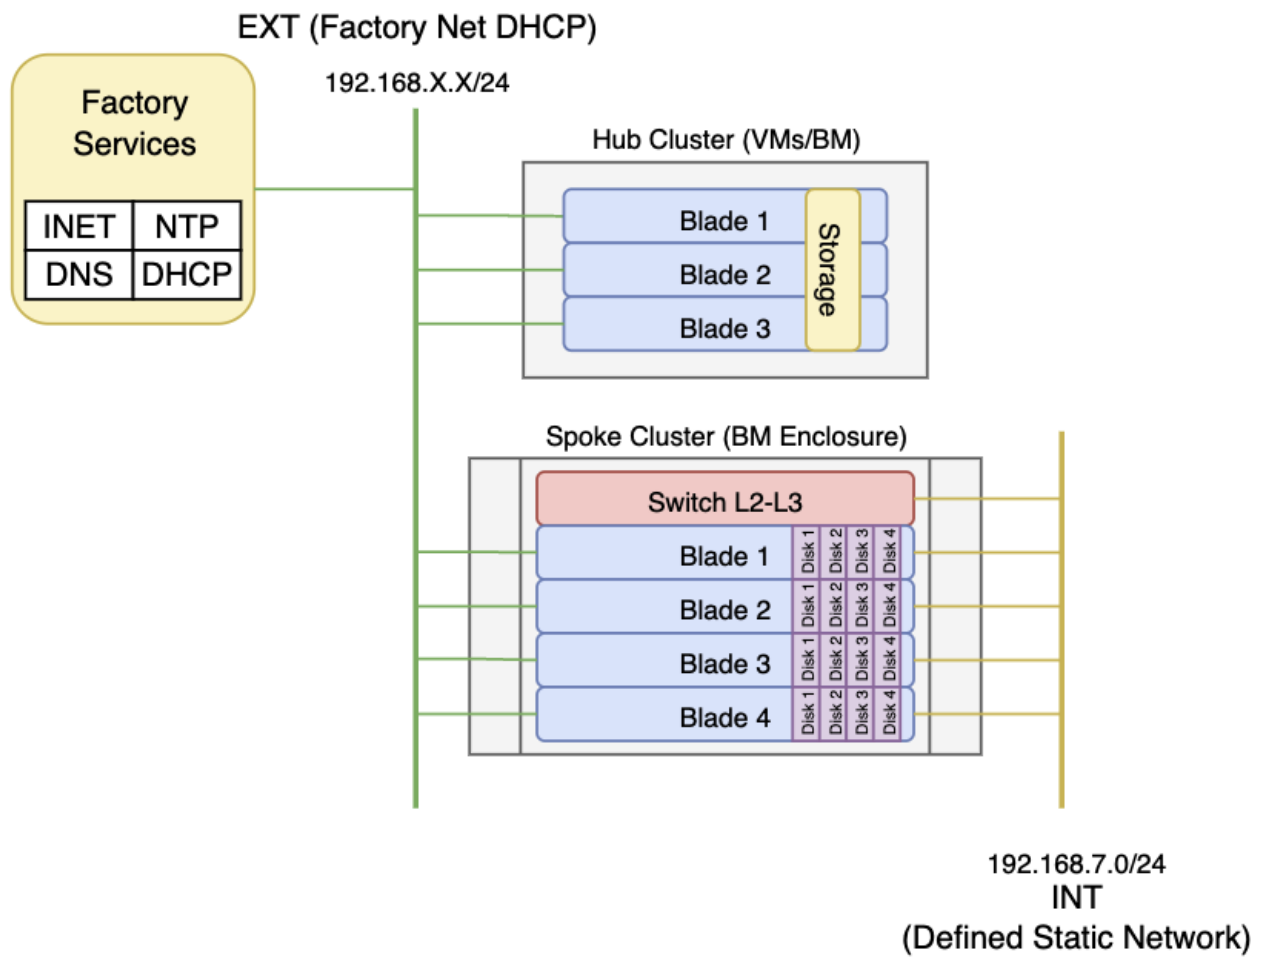 EXT (Factory Net DHCP)
192.168.X.X/24
Factory
Services
INET NTP
DNS DHCP
Hub Cluster (VMs/BM)
Blade 1
Blade 2
Blade 3
Storage
Spoke Cluster (BM Enclosure)
Switch L2-L3
Blade 1 Disk 1 Disk 2 Disk 3 Disk 4
Blade 2 Disk 1 Disk 2 Disk 3 Disk 4
Blade 3 Disk 1 Disk 2 Disk 3 Disk 4
Blade 4 Disk 1 Disk 2 Disk 3 Disk 4
192.168.7.0/24
INT
(Defined Static Network)